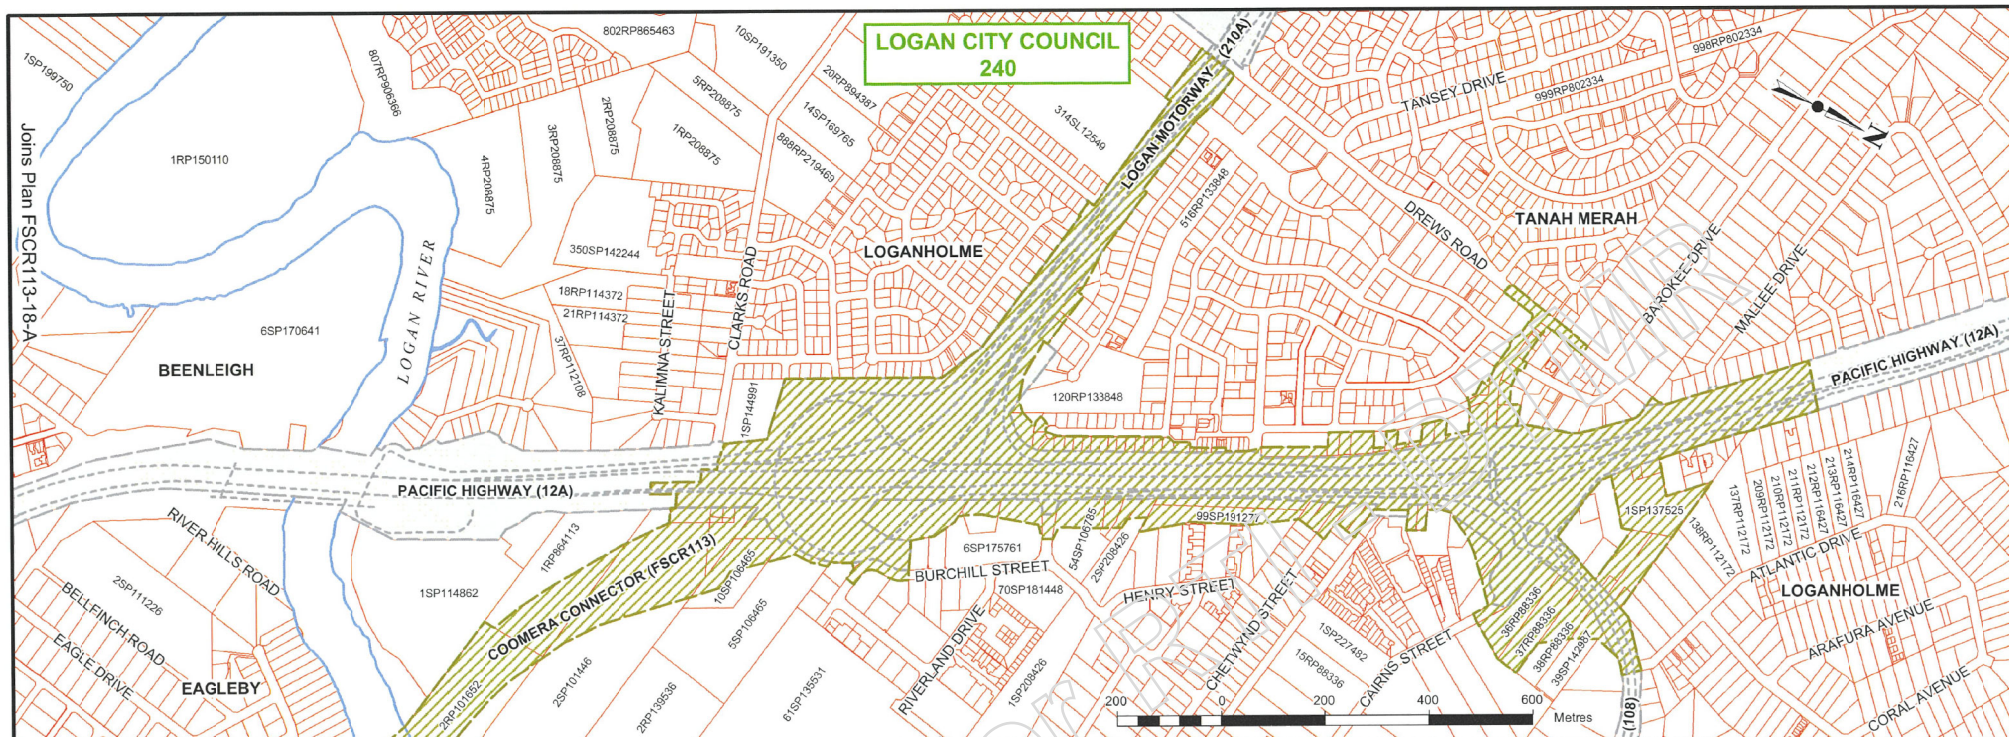 LOGAN CITY COUNCIL
240
Joins Plan FSCR113-18-A
1SP199750
807RP906366
802RP865463
10SP191350
20RP894387
14SP169765
888RP219469
5RP208875
1RP208875
2RP208875
3RP208875
4RP208875
1RP150110
350SP142244
18RP114372
21RP114372
37RP112108
6SP170641
BEENLEIGH
LOGAN RIVER
KALIMNA STREET
CLARKS ROAD
LOGANHOLME
1SP144991
314SL12549
LOGAN MOTORWAY (210A)
516RP133848
120RP133848
TANSEY DRIVE
998RP802334
999RP802334
N
DREWS ROAD
TANAH MERAH
BAROKEE DRIVE
MALLEE DRIVE
PACIFIC HIGHWAY (12A)
PACIFIC HIGHWAY (12A)
RIVER HILLS ROAD
2SP111226
BELLFINCH ROAD
EAGLE DRIVE
EAGLEBY
1SP114862
1RP864113
COOMERA CONNECTOR (FSCR113)
2RP101652
2SP101446
2RP139536
10SP106465
5SP106465
61SP135531
6SP175761
BURCHILL STREET
70SP181448
RIVERLAND DRIVE
1SP208426
54SP106785
2SP208426
99SP191277
HENRY STREET
CHETWYND STREET
1SP227482
15RP88336
CAIRNS STREET
36RP88336
37RP88336
38RP88336
39SP142987
(108)
1SP137525
138RP112172
137RP112172
209RP112172
210RP112172
211RP112172
212RP116427
213RP116427
214RP116427
216RP116427
ATLANTIC DRIVE
LOGANHOLME
ARAFURA AVENUE
CORAL AVENUE
200 0 200 400 600
Metres
or RTI - DTMR